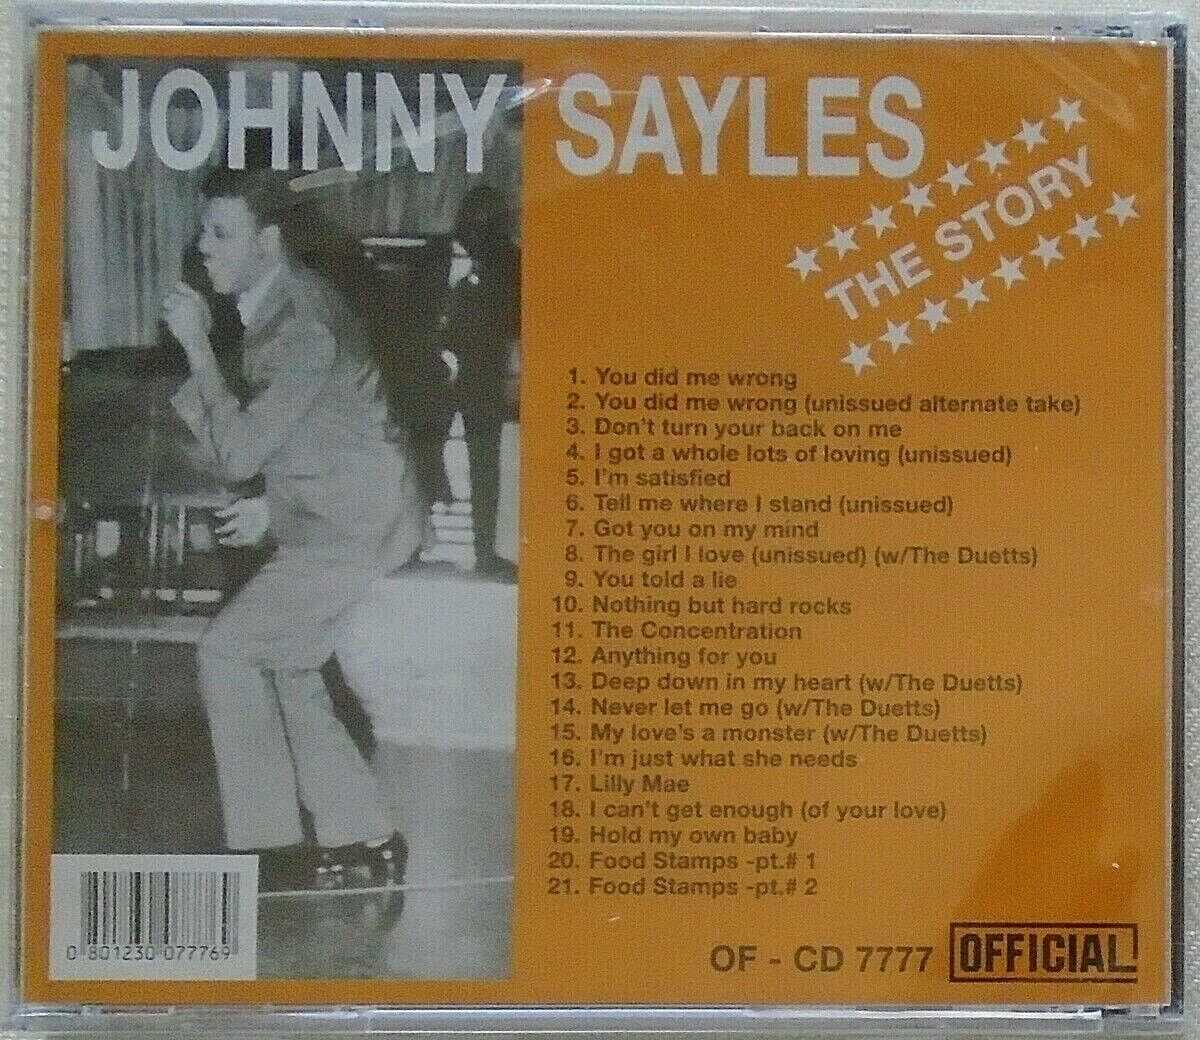 JOHNNY SAYLES
THE STORY
1. You did me wrong
2. You did me wrong (unissued alternate take)
3. Don't turn your back on me
4. I got a whole lots of loving (unissued)
5. I'm satisfied
6. Tell me where I stand (unissued)
7. Got you on my mind
8. The girl I love (unissued) (w/The Duetts)
9. You told a lie
10. Nothing but hard rocks
11. The Concentration
12. Anything for you
13. Deep down in my heart (w/The Duetts)
14. Never let me go (w/The Duetts)
15. My love's a monster (w/The Duetts)
16. I'm just what she needs
17. Lilly Mae
18. I can't get enough (of your love)
19. Hold my own baby
20. Food Stamps -pt.# 1
21. Food Stamps -pt.# 2
0 801230 077769
OF - CD 7777 OFFICIAL